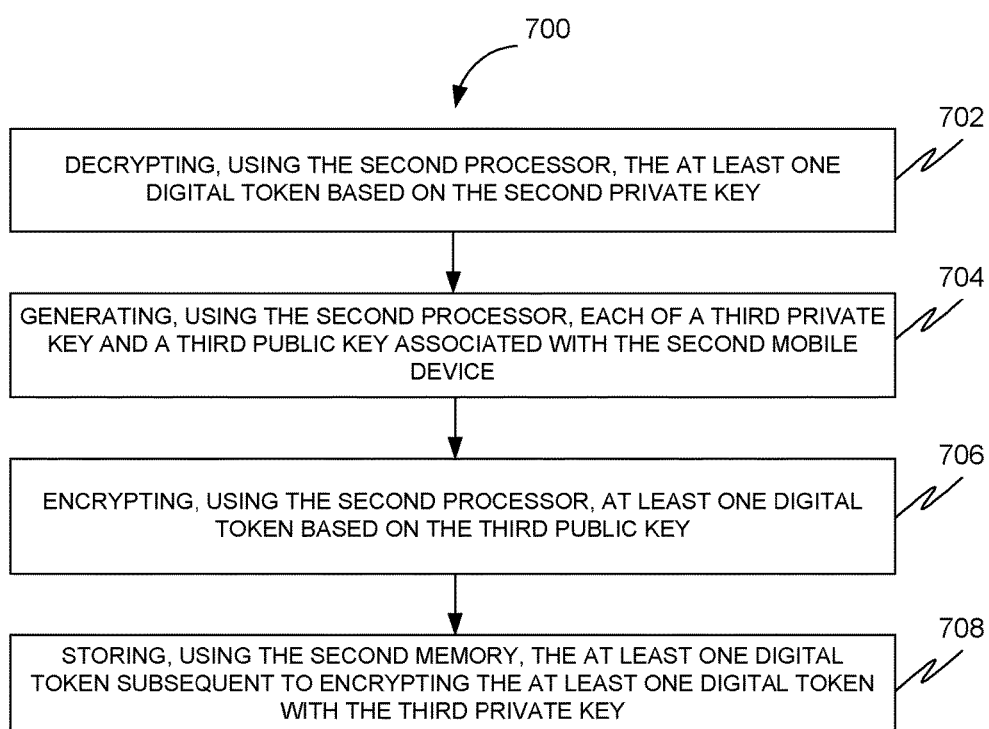 700
702
DECRYPTING, USING THE SECOND PROCESSOR, THE AT LEAST ONE
DIGITAL TOKEN BASED ON THE SECOND PRIVATE KEY
704
GENERATING, USING THE SECOND PROCESSOR, EACH OF A THIRD PRIVATE
KEY AND A THIRD PUBLIC KEY ASSOCIATED WITH THE SECOND MOBILE
DEVICE
706
ENCRYPTING, USING THE SECOND PROCESSOR, AT LEAST ONE DIGITAL
TOKEN BASED ON THE THIRD PUBLIC KEY
708
STORING, USING THE SECOND MEMORY, THE AT LEAST ONE DIGITAL
TOKEN SUBSEQUENT TO ENCRYPTING THE AT LEAST ONE DIGITAL TOKEN
WITH THE THIRD PRIVATE KEY